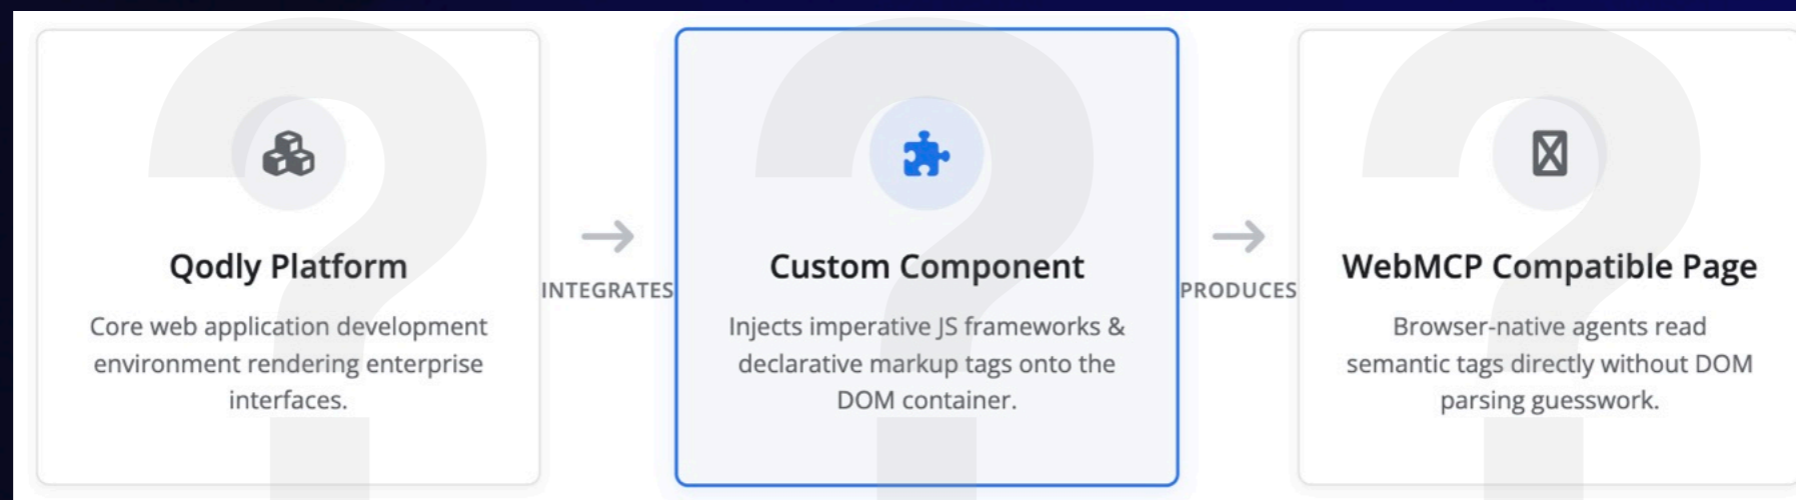 Qodly Platform
Core web application development
environment rendering enterprise
interfaces.
INTEGRATES
Custom Component
Injects imperative JS frameworks &
declarative markup tags onto the
DOM container.
PRODUCES
WebMCP Compatible Page
Browser-native agents read
semantic tags directly without DOM
parsing guesswork.